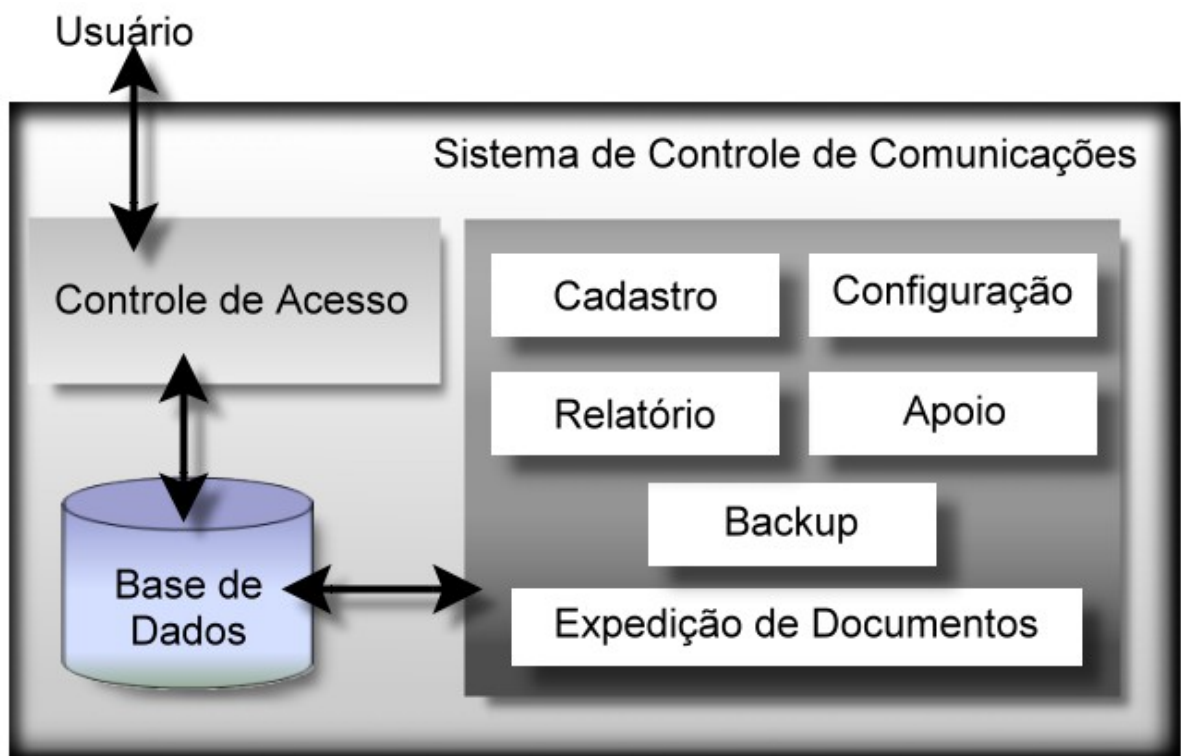 Usuário
Sistema de Controle de Comunicações
Controle de Acesso
Cadastro
Configuração
Relatório
Apoio
Backup
Base de
Dados
Expedição de Documentos